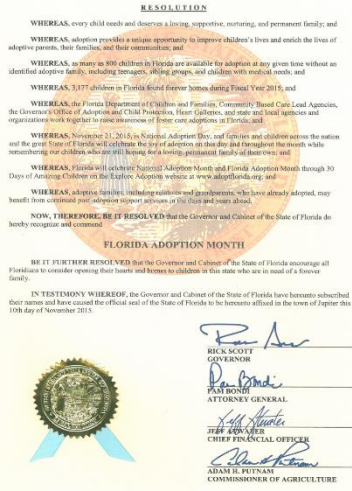 RESOLUTION
WHEREAS, every child needs and deserves a loving, supportive, nurturing, and permanent family; and
WHEREAS, adoption provides a unique opportunity to improve children's lives and enrich the lives of
adoptive parents, their families, and their communities; and
WHEREAS, as many as 800 children in Florida are available for adoption at any given time without an
identified adoptive family, including teenagers, sibling groups, and children with medical needs; and
WHEREAS, 3,177 children in Florida found forever homes during Fiscal Year 2015; and
WHEREAS, the Florida Department of Children and Families, Community Based Care Lead Agencies,
the Governor's Office of Adoption and Child Protection, Heart Galleries, and state and local agencies
organizations work together to raise awareness of foster care adoptions in Florida; and
WHEREAS, November 21, 2015, is National Adoption Day, and families and children across the nation
and the great State of Florida will celebrate the joy of adoption on this day and throughout the month while
remembering our children who are still hoping for a loving, permanent family of their own; and
WHEREAS, Florida will celebrate National Adoption Month and Florida Adoption Month through 30
Days of Amazing Children on the Explore Adoption website at www.adoptflorida.org; and
WHEREAS, adoptive families, including relatives and grandparents, who have already adopted, may
benefit from continued post adoption support services in the days and years ahead.
NOW, THEREFORE, BE IT RESOLVED that the Governor and Cabinet of the State of Florida do
hereby recognize and commend
FLORIDA ADOPTION MONTH
BE IT FURTHER RESOLVED that the Governor and Cabinet of the State of Florida encourage all
Floridians to consider opening their hearts and homes to children in this state who are in need of a forever
family.
IN TESTIMONY WHEREOF, the Governor and Cabinet of the State of Florida have hereunto subscribed
their names and have caused the official seal of the State of Florida to be hereunto affixed in the town of Jupiter this
10th day of November 2015.
RICK SCOTT
GOVERNOR
Pam Bondi
PAM BONDI
ATTORNEY GENERAL
Jeff Atwater
JEFF ATWATER
CHIEF FINANCIAL OFFICER
ADAM H. PUTNAM
COMMISSIONER OF AGRICULTURE